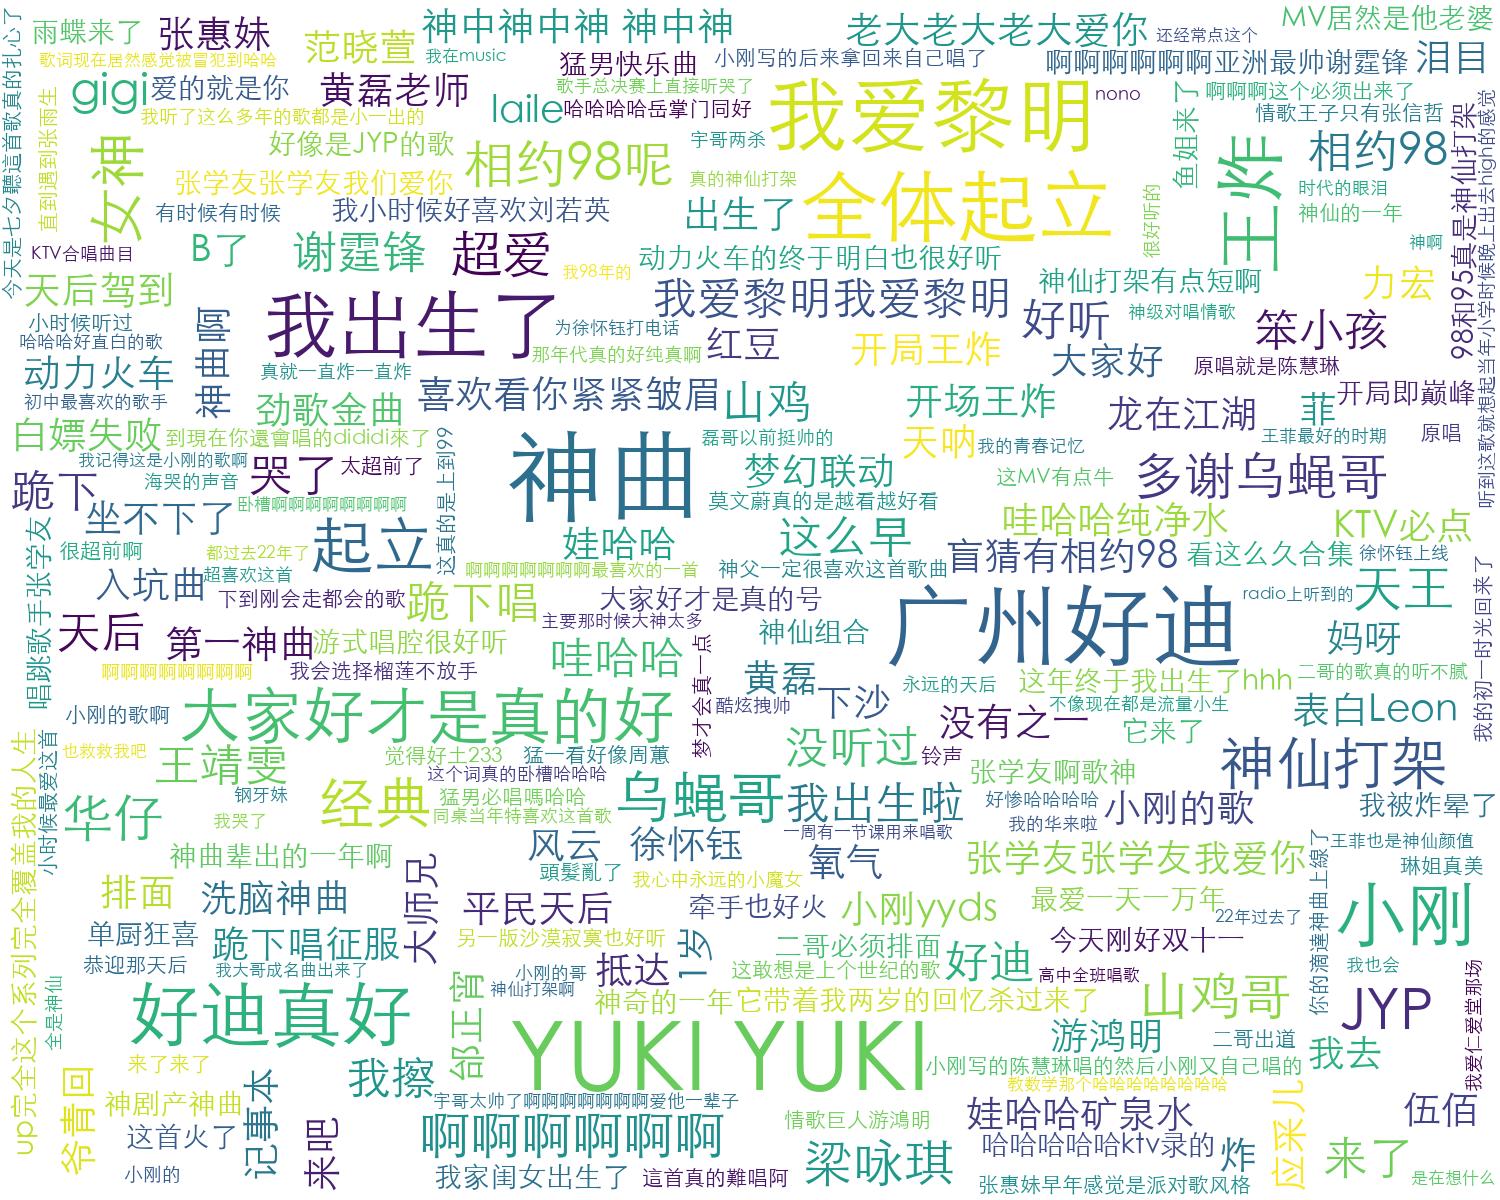 今天是七夕聽這首歌真的扎心了
雨蝶来了
张惠妹
范晓萱
神中神中神 神中神
老大老大老大爱你
还经常点这个
MV居然是他老婆
歌词现在居然感觉被冒犯到哈哈
我在music
猛男快乐曲
小刚写的后来拿回来自己唱了
啊啊啊啊啊啊亚洲最帅谢霆锋
泪目
gigi
爱的就是你
黄磊老师
laile
歌手总决赛上直接听哭了
哈哈哈哈岳掌门同好
我爱黎明
nono
鱼姐来了
啊啊啊这个必须出来了
情歌王子只有张信哲
直到遇到张雨生
我听了这么多年的歌都是小一出的
女神
好像是JYP的歌
相约98呢
宇哥两杀
王炸
相约98
98和95真是神仙打架
听到这歌就想起当年小学时候晚上出去high的感觉
张学友张学友我们爱你
真的神仙打架
全体起立
很好听的
时代的眼泪
有时候有时候
我小时候好喜欢刘若英
出生了
神仙的一年
KTV合唱曲目
B了
谢霆锋
超爱
我98年的
动力火车的终于明白也很好听
神啊
天后驾到
我出生了
我爱黎明我爱黎明
神仙打架有点短啊
力宏
小时候听过
神曲啊
为徐怀钰打电话
红豆
好听
神级对唱情歌
笨小孩
哈哈哈好直白的歌
那年代真的好纯真啊
开局王炸
大家好
原唱就是陈慧琳
动力火车
真就一直炸一直炸
初中最喜欢的歌手
劲歌金曲
喜欢看你紧紧皱眉
山鸡
开场王炸
龙在江湖
菲
开局即巅峰
白嫖失败
到現在你還會唱的dididi來了
这真的是上到99
神曲
磊哥以前挺帅的
天呐
我的青春记忆
王菲最好的时期
原唱
我记得这是小刚的歌啊
哭了
太超前了
梦幻联动
这MV有点牛
多谢乌蝇哥
跪下
海哭的声音
卧槽啊啊啊啊啊啊啊啊
莫文蔚真的是越看越好看
坐不下了
起立
娃哈哈
这么早
哇哈哈纯净水
KTV必点
唱跳歌手张学友
很超前啊
都过去22年了
盲猜有相约98
看这么久合集
徐怀钰上线
入坑曲
超喜欢这首
啊啊啊啊啊啊啊最喜欢的一首
神父一定很喜欢这首歌曲
下到刚会走都会的歌
跪下唱
大家好才是真的号
广州好迪
radio上听到的
天王
我的初一时光回来了
天后
第一神曲
游式唱腔很好听
主要那时候大神太多
神仙组合
妈呀
啊啊啊啊啊啊啊啊
我会选择榴莲不放手
哇哈哈
梦才会真一点
黄磊
永远的天后
这年终于我出生了hhh
二哥的歌真的听不腻
小刚的歌啊
大家好才是真的好
酷炫拽帅
下沙
没有之一
不像现在都是流量小生
表白Leon
也救救我吧
王靖雯
觉得好土233
猛一看好像周蕙
没听过
铃声
它来了
神仙打架
up完全这个系列完全覆盖我的人生
小时候最爱这首
钢牙妹
经典
这个词真的卧槽哈哈哈
乌蝇哥
张学友啊歌神
华仔
猛男必唱嗎哈哈
我出生啦
好惨哈哈哈哈
小刚的歌
我被炸晕了
我哭了
同桌当年特喜欢这首歌
一周有一节课用来唱歌
我的华来啦
神曲辈出的一年啊
风云
徐怀钰
氧气
张学友张学友我爱你
你的滴達神曲上線了
王菲也是神仙颜值
排面
洗脑神曲
大师兄
頭髮亂了
我心中永远的小魔女
琳姐真美
平民天后
牵手也好火
小刚yyds
最爱一天一万年
22年过去了
小刚
单厨狂喜
跪下唱征服
另一版沙漠寂寞也好听
1岁
二哥必须排面
好迪
今天刚好双十一
恭迎那天后
全是神仙
我大哥成名曲出来了
邰正宵
小刚的哥
抵达
这敢想是上个世纪的歌
高中全班唱歌
我也会
我爱仁爱堂那场
好迪真好
神仙打架啊
神奇的一年它带着我两岁的回忆杀过来了
山鸡哥
JYP
YUKI YUKI
游鸿明
二哥出道
来了来了
我擦
小刚写的陈慧琳唱的然后小刚又自己唱的
我去
爷青回
神剧产神曲
记事本
来吧
宇哥太帅了啊啊啊啊啊啊爱他一辈子
教数学那个哈哈哈哈哈哈哈哈
应采儿
这首火了
啊啊啊啊啊啊
情歌巨人游鴻明
娃哈哈矿泉水
伍佰
小刚的
我家闺女出生了
這首真的難唱阿
梁咏琪
哈哈哈哈哈ktv录的
炸
来了
张惠妹早年感觉是派对歌风格
是在想什么